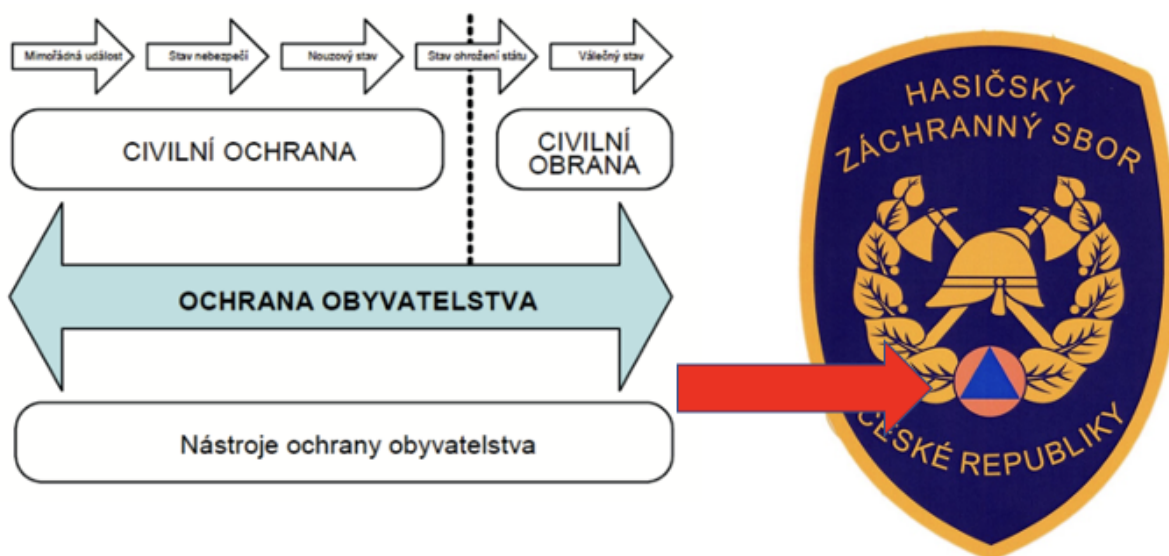 Mimořádná událost
Stav nebezpečí
Nouzový stav
Stav ohrožení státu
Válečný stav
CIVILNÍ OCHRANA
CIVILNÍ
OBRANA
OCHRANA OBYVATELSTVA
Nástroje ochrany obyvatelstva
HASIČSKÝ
ZÁCHRANNÝ SBOR
ČESKÉ REPUBLIKY